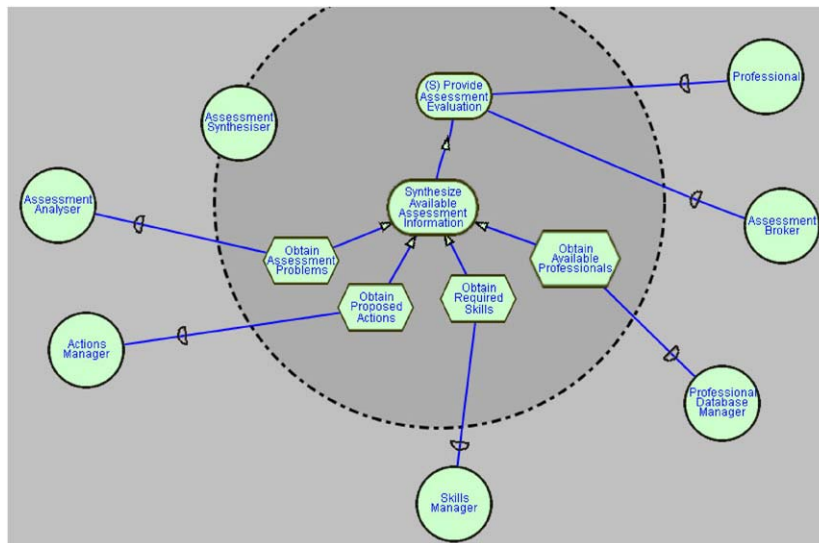 (S) Provide
Assessment
Evaluation
Professional
Assessment
Synthesiser
Synthesize
Available
Assessment
Information
Assessment
Analyser
Assessment
Broker
Obtain
Assessment
Problems
Obtain
Available
Professionals
Obtain
Proposed
Actions
Obtain
Required
Skills
Actions
Manager
Professional
Database
Manager
Skills
Manager